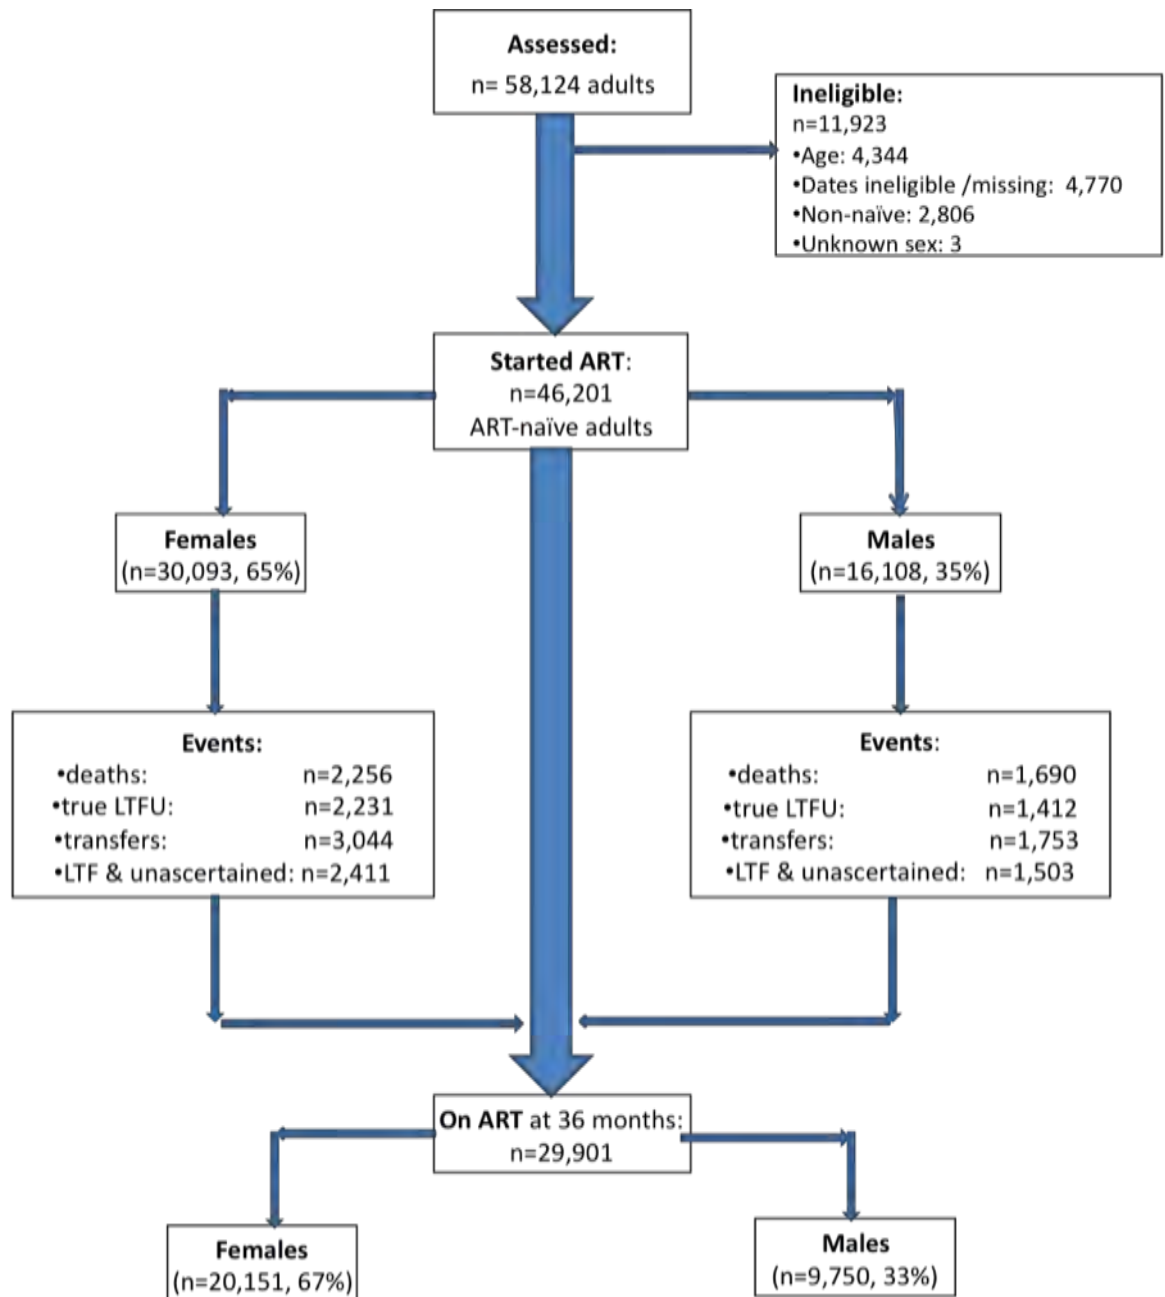 Assessed:
n= 58,124 adults
Ineligible:
n=11,923
•Age: 4,344
•Dates ineligible /missing: 4,770
•Non-naïve: 2,806
•Unknown sex: 3
Started ART:
n=46,201
ART-naïve adults
Females
(n=30,093, 65%)
Males
(n=16,108, 35%)
Events:
•deaths: n=2,256
•true LTFU: n=2,231
•transfers: n=3,044
•LTF & unascertained: n=2,411
Events:
•deaths: n=1,690
•true LTFU: n=1,412
•transfers: n=1,753
•LTF & unascertained: n=1,503
On ART at 36 months:
n=29,901
Females
(n=20,151, 67%)
Males
(n=9,750, 33%)